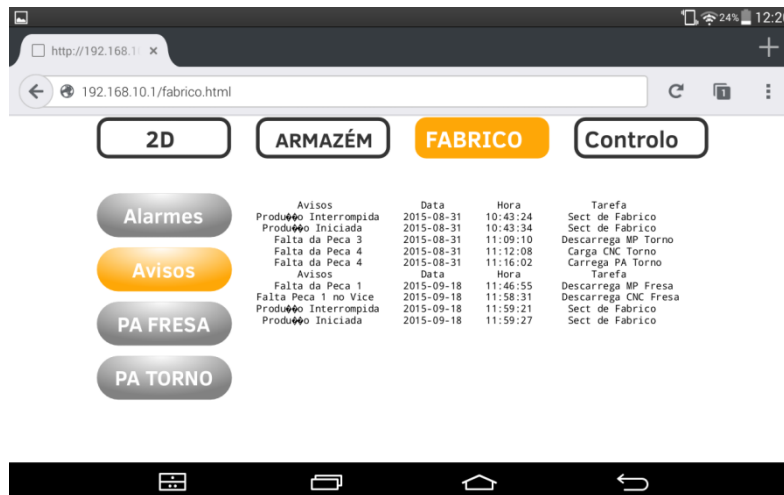 24% 12:20
http://192.168.1
192.168.10.1/fabrico.html
1
2D ARMAZÉM FABRICO Controlo
Alarmes
Avisos
PA FRESA
PA TORNO
Avisos Data Hora Tarefa
Produ��o Interrompida 2015-08-31 10:43:24 Sect de Fabrico
Produ��o Iniciada 2015-08-31 10:43:34 Sect de Fabrico
Falta da Peca 3 2015-08-31 11:09:10 Descarrega MP Torno
Falta da Peca 4 2015-08-31 11:12:08 Carga CNC Torno
Falta da Peca 4 2015-08-31 11:16:02 Carrega PA Torno
Avisos Data Hora Tarefa
Falta da Peca 1 2015-09-18 11:46:55 Descarrega MP Fresa
Falta Peca 1 no Vice 2015-09-18 11:58:31 Descarrega CNC Fresa
Produ��o Interrompida 2015-09-18 11:59:21 Sect de Fabrico
Produ��o Iniciada 2015-09-18 11:59:27 Sect de Fabrico